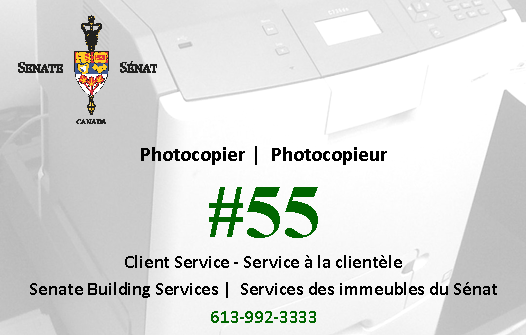 SENATE SÉNAT
CANADA
Photocopier | Photocopieur
#55
Client Service - Service à la clientèle
Senate Building Services | Services des immeubles du Sénat
613-992-3333